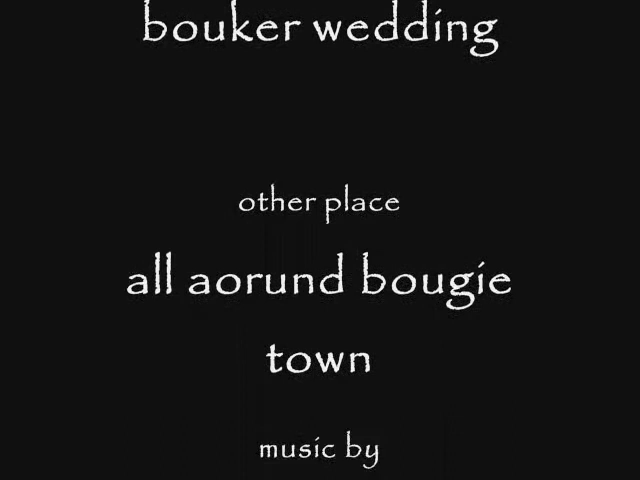 bouker wedding
other place
all aorund bougie
town
music by